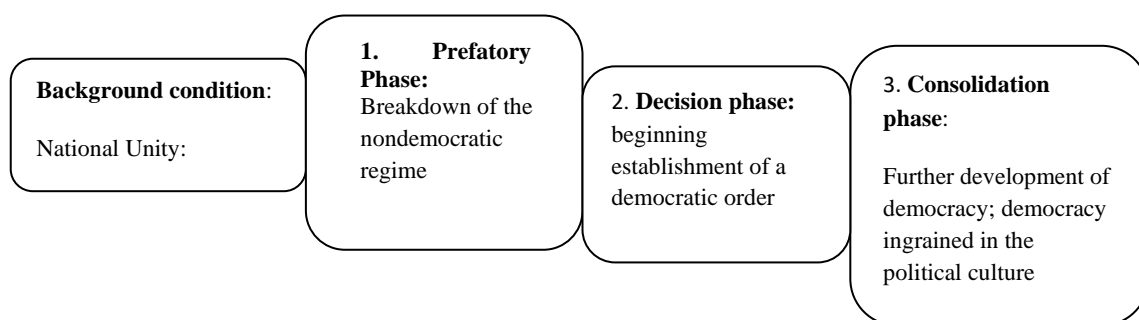 Background condition:
National Unity:
1. Prefatory
Phase:
Breakdown of the
nondemocratic
regime
2. Decision phase:
beginning
establishment of a
democratic order
3. Consolidation
phase:
Further development of
democracy; democracy
ingrained in the
political culture